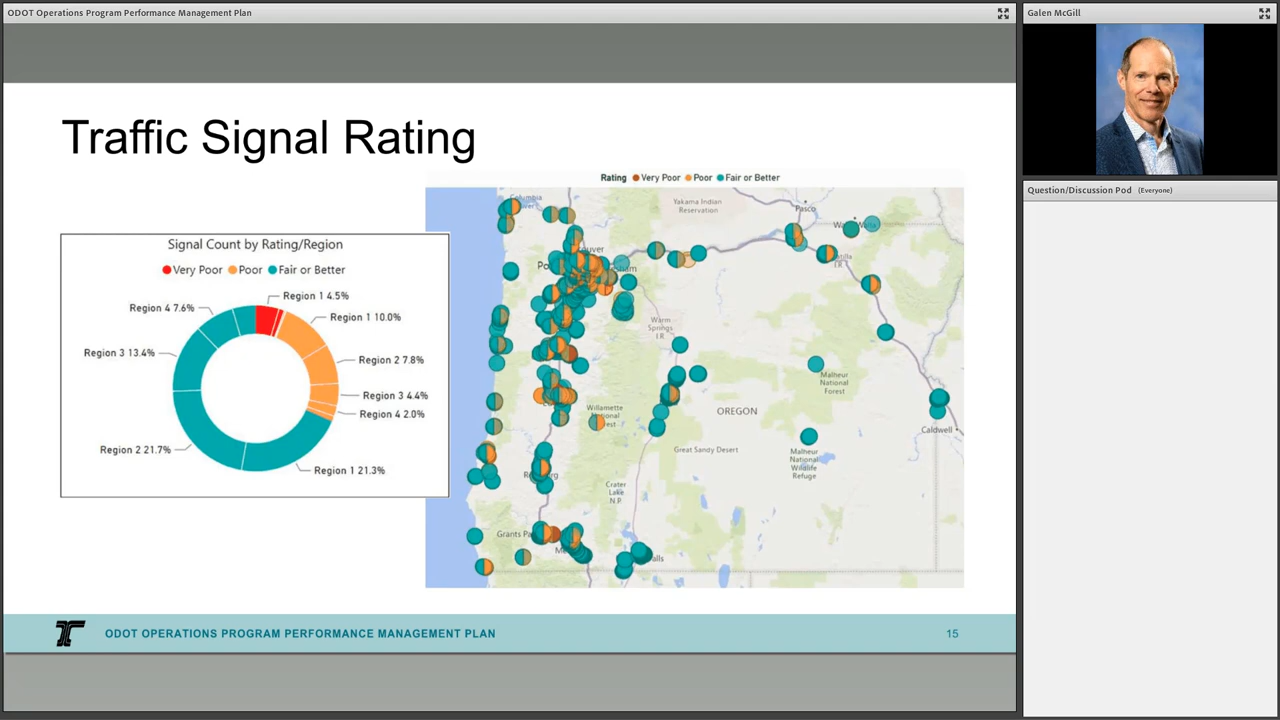 ODOT Operations Program Performance Management Plan
Galen McGill
Question/Discussion Pod (Everyone)
Traffic Signal Rating
Signal Count by Rating/Region
Very Poor Poor Fair or Better
Region 1 4.5%
Region 1 10.0%
Region 2 7.8%
Region 3 4.4%
Region 4 2.0%
Region 1 21.3%
Region 2 21.7%
Region 3 13.4%
Region 4 7.6%
Rating Very Poor Poor Fair or Better
Columbia
Yakama Indian
Reservation
Pasco
Warm
Springs
I.R.
Malheur
National
Forest
Willamette
OREGON
Caldwell
Great Sandy Desert
Malheur
National
Wildlife
Refuge
Crater
Lake
N.P.
Grants
ODOT OPERATIONS PROGRAM PERFORMANCE MANAGEMENT PLAN
15